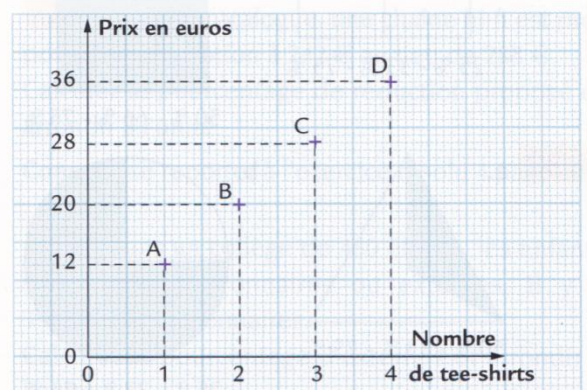 Prix en euros
36
D
28
C
20
B
12
A
0
0 1 2 3 4
Nombre
de tee-shirts